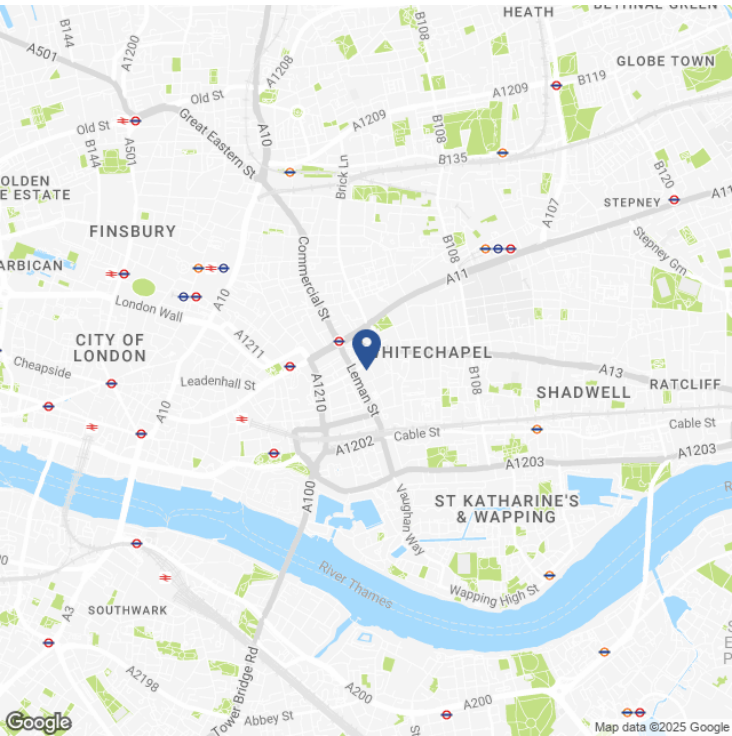 HEATH
BETHNAL GREEN
B144
A1200
A501
B108
A1208
GLOBE TOWN
B119
A1209
Old St
A10
Old St
Great Eastern St
A1209
B108
A501
B144
B135
Brick Ln
B120
OLDEN
E ESTATE
A107
STEPNEY
A11
FINSBURY
Commercial St
B108
Stepney Grn
ARBICAN
A11
A10
London Wall
CITY OF
LONDON
A1211
HITECHAPEL
Cheapside
Leadenhall St
A1210
Leman St
B108
A13
SHADWELL
RATCLIFF
A10
A1202
Cable St
Cable St
A1203
A1203
A100
Vaughan Way
ST KATHARINE'S
& WAPPING
R
River Thames
Wapping High St
A3
SOUTHWARK
Tower Bridge Rd
S
E
P
A2198
A200
A200
Abbey St
Google
Map data ©2025 Google